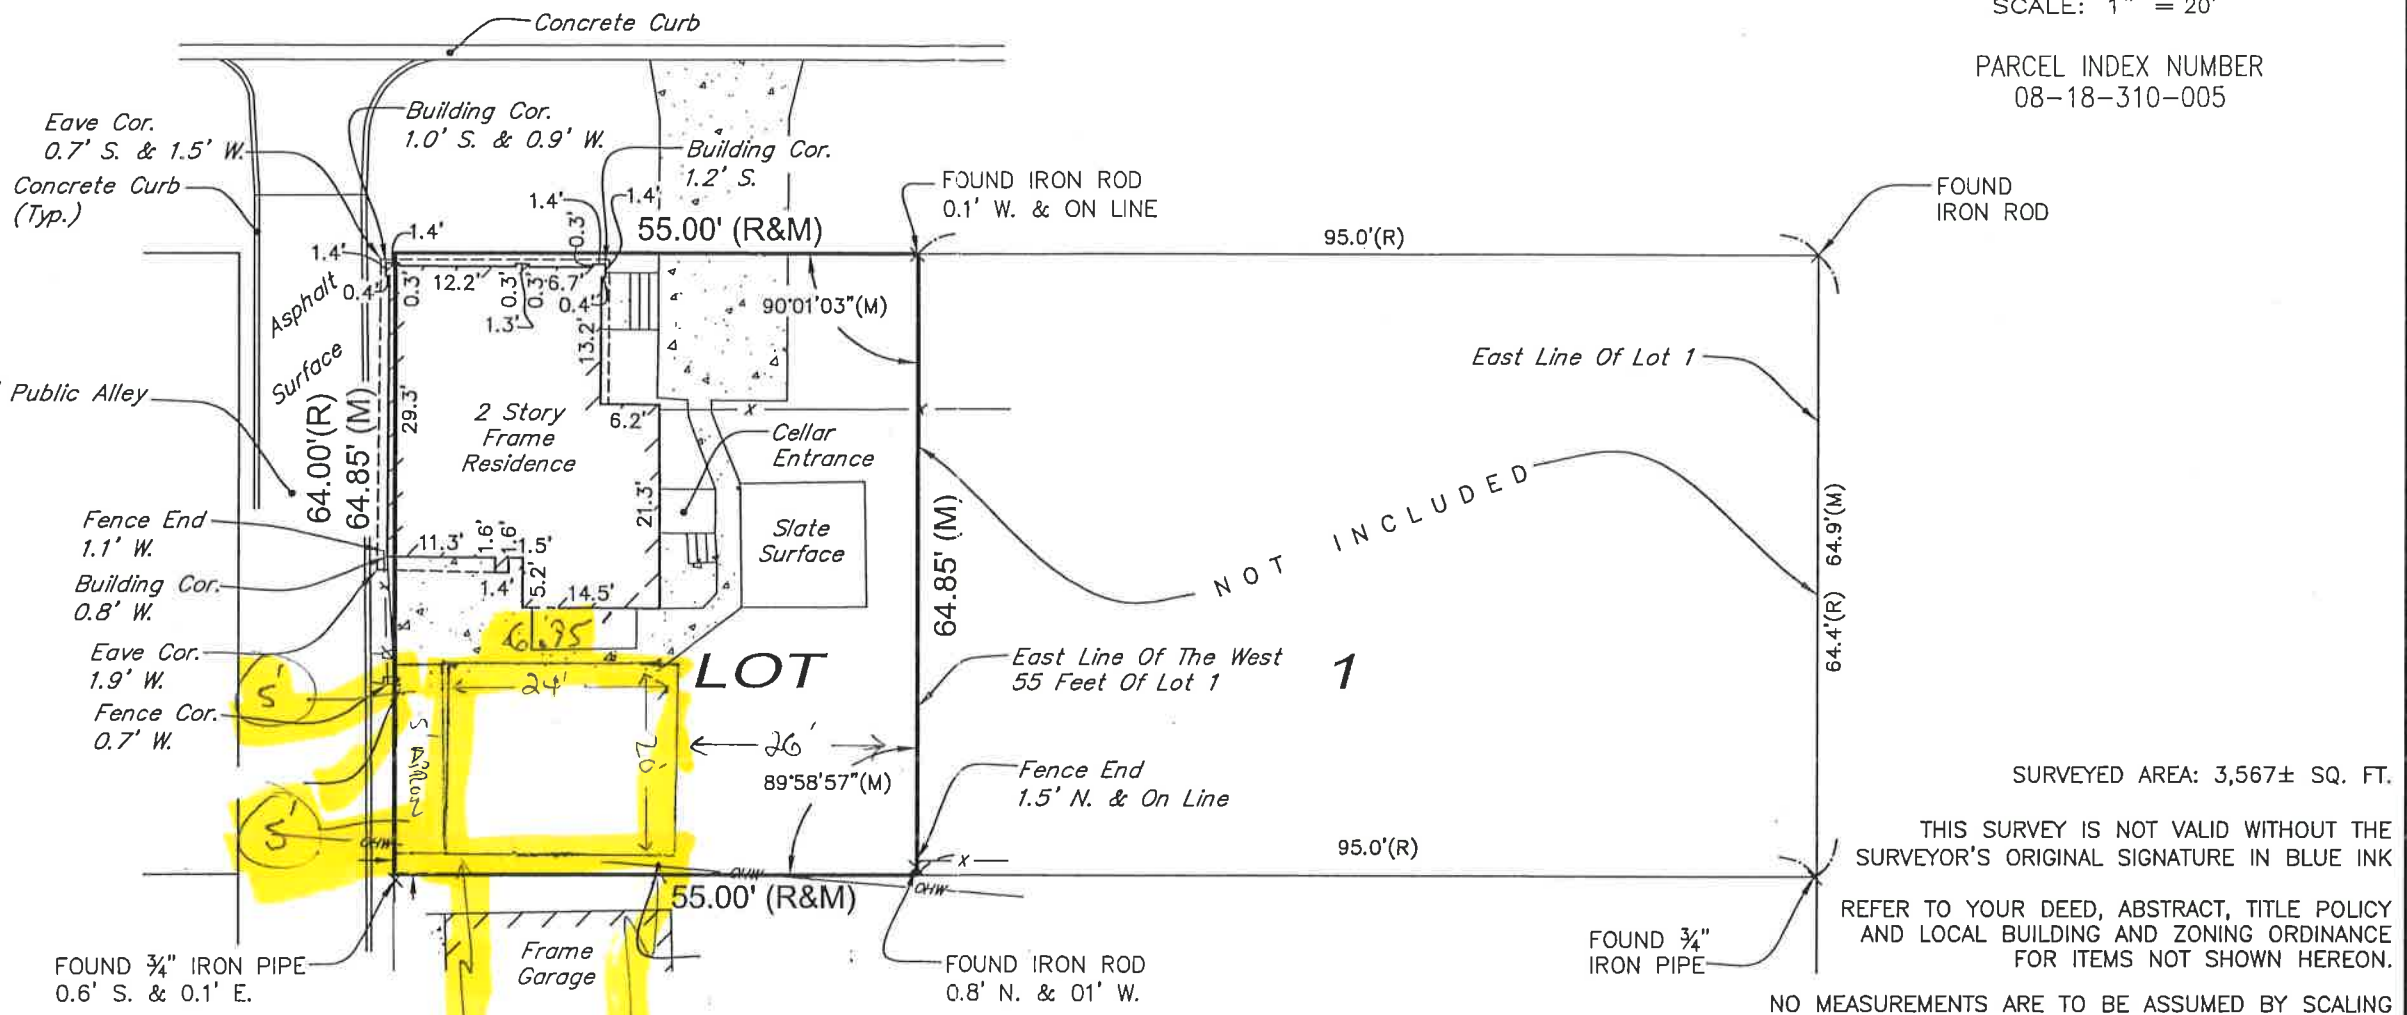 SCALE: 1" = 20'
PARCEL INDEX NUMBER
08-18-310-005
Concrete Curb
Building Cor.
1.0' S. & 0.9' W.
Eave Cor.
0.7' S. & 1.5' W.
Building Cor.
1.2' S.
Concrete Curb
(Typ.)
FOUND IRON ROD
0.1' W. & ON LINE
FOUND
IRON ROD
1.4'
1.4'
1.4'
1.4'
0.3'
55.00' (R&M)
95.0'(R)
0.4'
0.3'
12.2'
0.3'
0.3'
6.7'
0.4'
1.3'
13.2'
90°01'03"(M)
Asphalt
Surface
Public Alley
64.00'(R)
64.85' (M)
29.3'
2 Story
Frame
Residence
6.2'
21.3'
Cellar
Entrance
Slate
Surface
X
X
East Line Of Lot 1
NOT INCLUDED
64.85' (M)
64.4'(R) 64.9'(M)
Fence End
1.1' W.
Building Cor.
0.8' W.
Eave Cor.
1.9' W.
Fence Cor.
0.7' W.
11.3'
1.6'
1.6'
1.5'
1.4'
5.2'
14.5'
X
6.95
LOT 1
24'
20'
26'
5'
5'
East Line Of The West
55 Feet Of Lot 1
89°58'57"(M)
Fence End
1.5' N. & On Line
X
OHW
OHW
OHW
55.00' (R&M)
95.0'(R)
Frame
Garage
FOUND ¾" IRON PIPE
0.6' S. & 0.1' E.
FOUND IRON ROD
0.8' N. & 01' W.
FOUND ¾"
IRON PIPE
SURVEYED AREA: 3,567± SQ. FT.
THIS SURVEY IS NOT VALID WITHOUT THE
SURVEYOR'S ORIGINAL SIGNATURE IN BLUE INK
REFER TO YOUR DEED, ABSTRACT, TITLE POLICY
AND LOCAL BUILDING AND ZONING ORDINANCE
FOR ITEMS NOT SHOWN HEREON.
NO MEASUREMENTS ARE TO BE ASSUMED BY SCALING